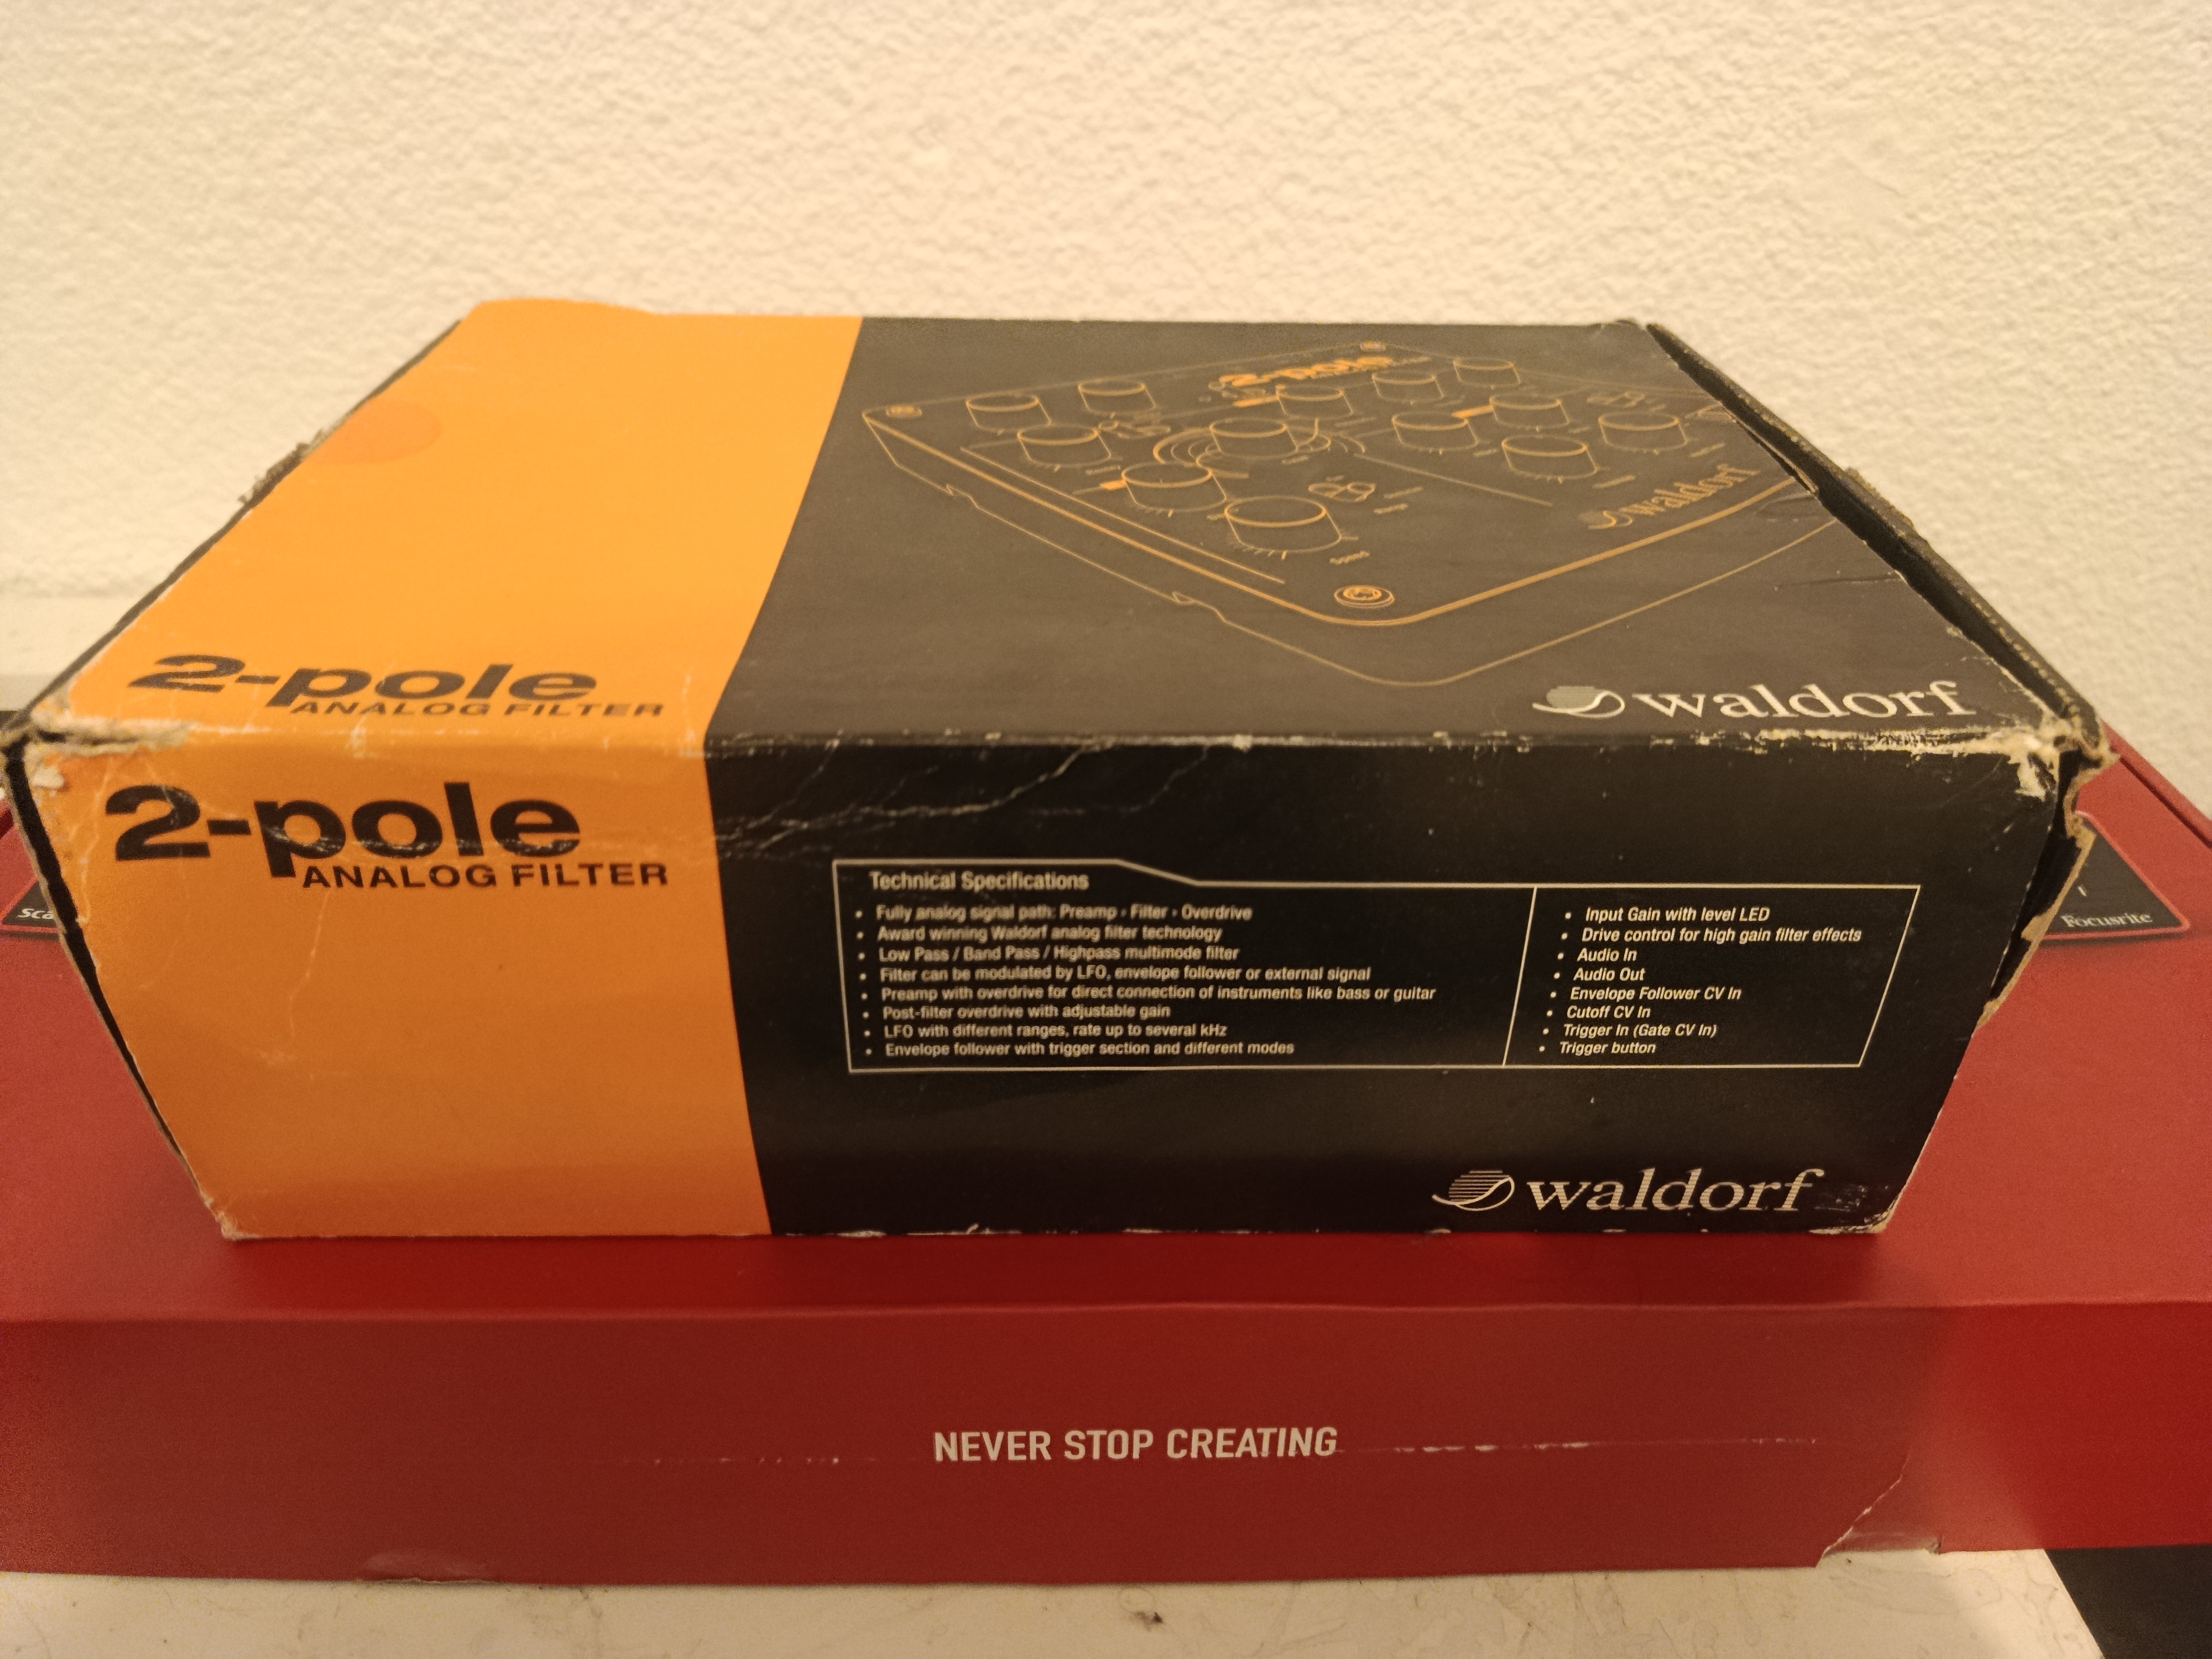 2-pole
waldorf
2-pole
ANALOG FILTER
waldorf
2-pole
ANALOG FILTER
Technical Specifications
• Fully analog signal path: Preamp - Filter - Overdrive
• Award winning Waldorf analog filter technology
• Low Pass / Band Pass / Highpass multimode filter
• Filter can be modulated by LFO, envelope follower or external signal
• Preamp with overdrive for direct connection of instruments like bass or guitar
• Post-filter overdrive with adjustable gain
• LFO with different ranges, rate up to several kHz
• Envelope follower with trigger section and different modes
• Input Gain with level LED
• Drive control for high gain filter effects
• Audio In
• Audio Out
• Envelope Follower CV In
• Cutoff CV In
• Trigger In (Gate CV In)
• Trigger button
waldorf
Focusrite
NEVER STOP CREATING